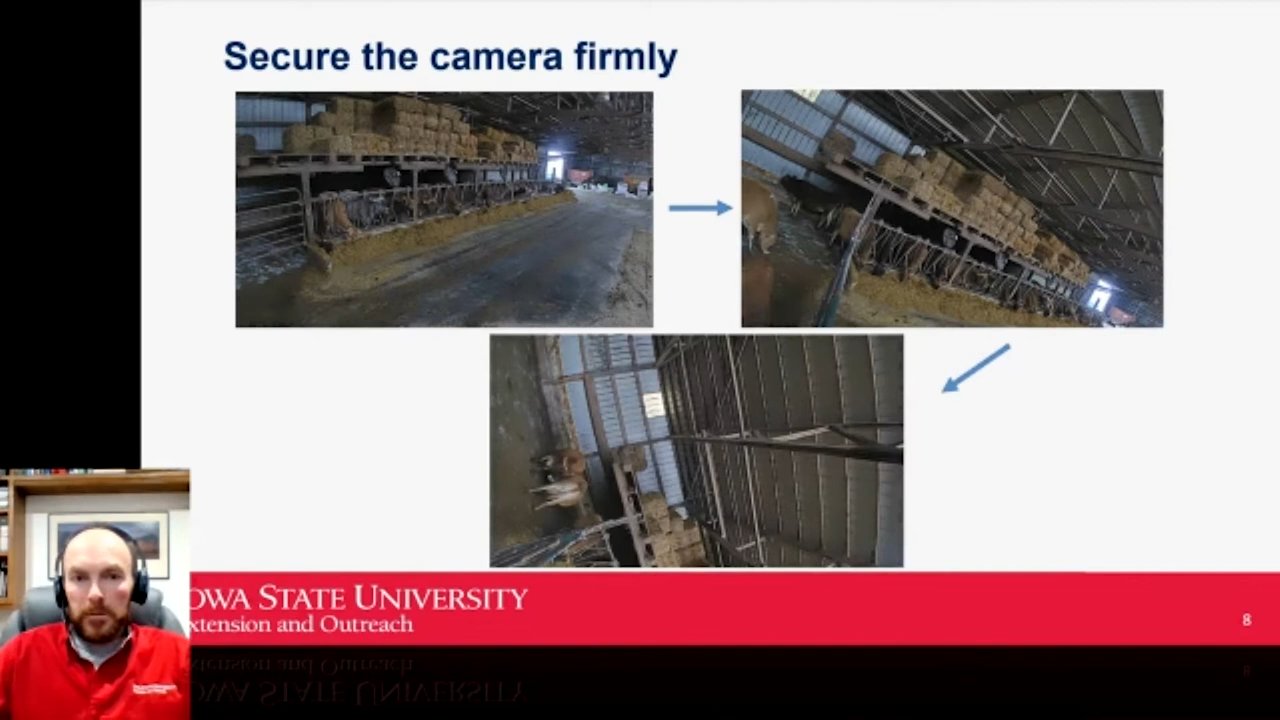 Secure the camera firmly
OWA STATE UNIVERSITY
xtension and Outreach
8